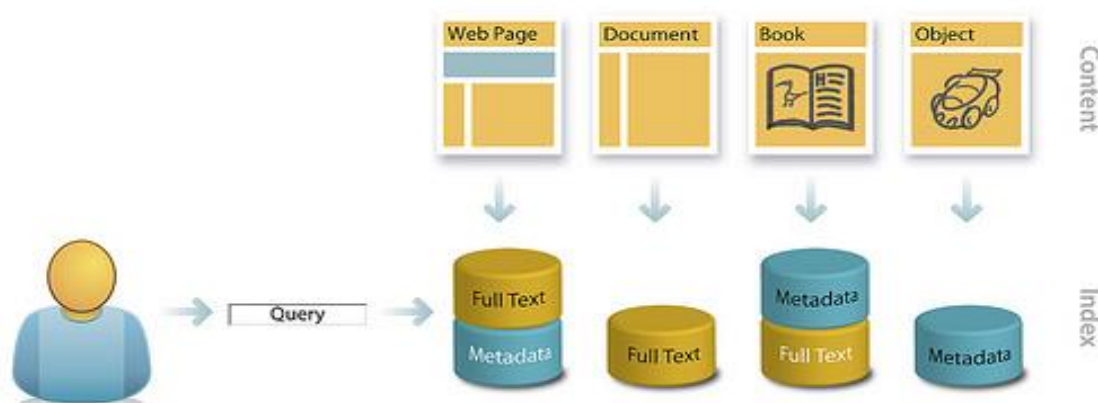 Web Page
Document
Book
Object
Content
Query
Full Text
Metadata
Full Text
Metadata
Full Text
Metadata
Index